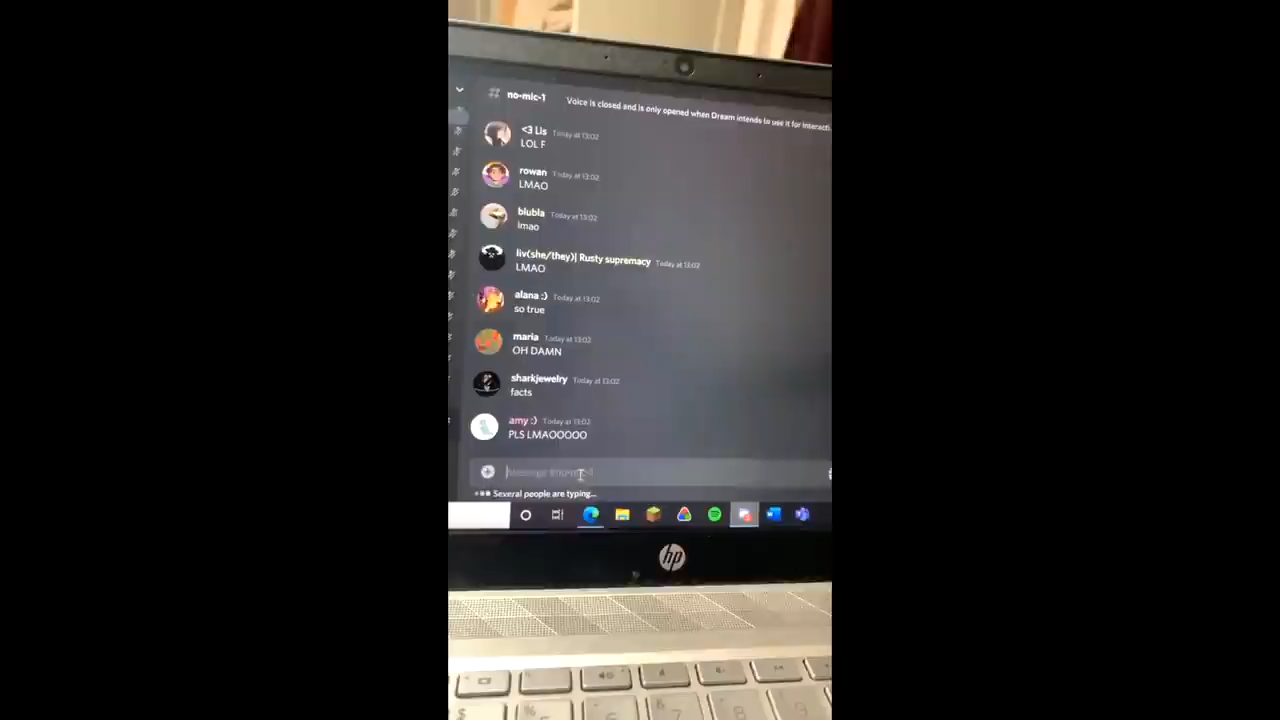 no-mic-1 Voice is closed and is only opened when Dream intends to use it for Interacti
<3 Lis Today at 13:02
LOL F
rowan Today at 13:02
LMAO
blubla Today at 13:02
lmao
liv(she/they)| Rusty supremacy Today at 13:02
LMAO
alana :) Today at 13:02
so true
maria Today at 13:02
OH DAMN
sharkjewelry Today at 13:02
facts
amy :) Today at 13:02
PLS LMAOOOOO
Message
Several people are typing...
hp